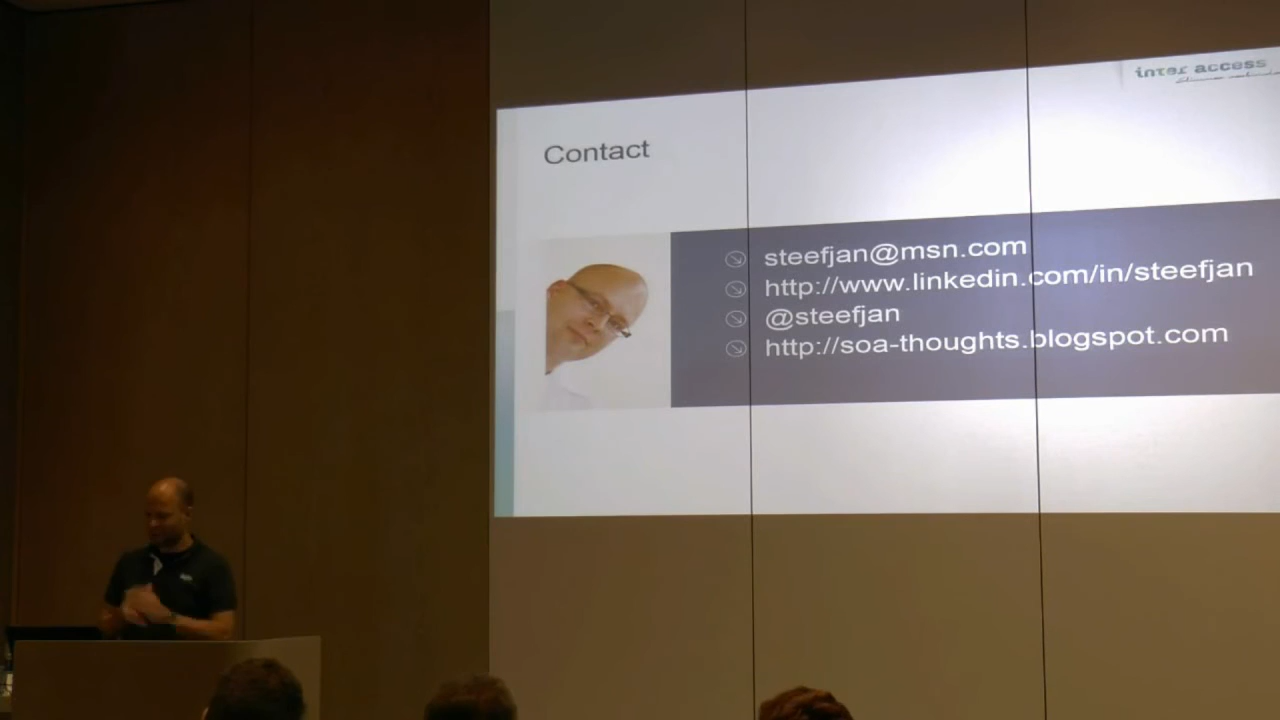 inter access
Contact
steefjan@msn.com
http://www.linkedin.com/in/steefjan
@steefjan
http://soa-thoughts.blogspot.com